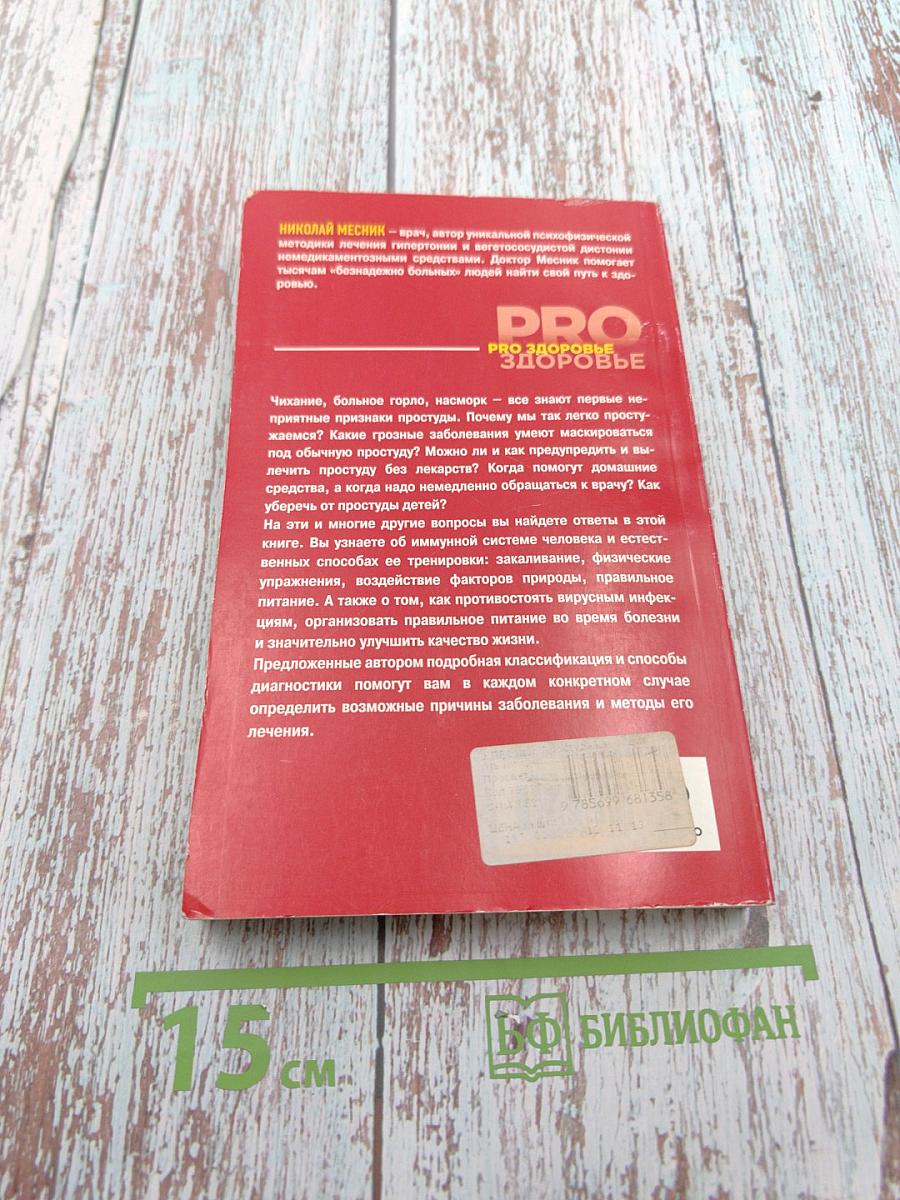 НИКОЛАЙ МЕСНИК – врач, автор уникальной психофизической
методики лечения гипертонии и вегетососудистой дистонии
немедикаментозными средствами. Доктор Месник помогает
тысячам «безнадежно больных» людей найти свой путь к здо-
ровью.
PRO
PRO ЗДОРОВЬЕ
ЗДОРОВЬЕ
Чихание, больное горло, насморк – все знают первые не-
приятные признаки простуды. Почему мы так легко просту-
жаемся? Какие грозные заболевания умеют маскироваться
под обычную простуду? Можно ли и как предупредить и вы-
лечить простуду без лекарств? Когда помогут домашние
средства, а когда надо немедленно обращаться к врачу? Как
уберечь от простуды детей?
На эти и многие другие вопросы вы найдете ответы в этой
книге. Вы узнаете об иммунной системе человека и естест-
венных способах ее тренировки: закаливание, физические
упражнения, воздействие факторов природы, правильное
питание. А также о том, как противостоять вирусным инфек-
циям, организовать правильное питание во время болезни
и значительно улучшить качество жизни.
Предложенные автором подробная классификация и способы
диагностики помогут вам в каждом конкретном случае
определить возможные причины заболевания и методы его
лечения.
9 785699 681358
15 см
БФ БИБЛИОФАН